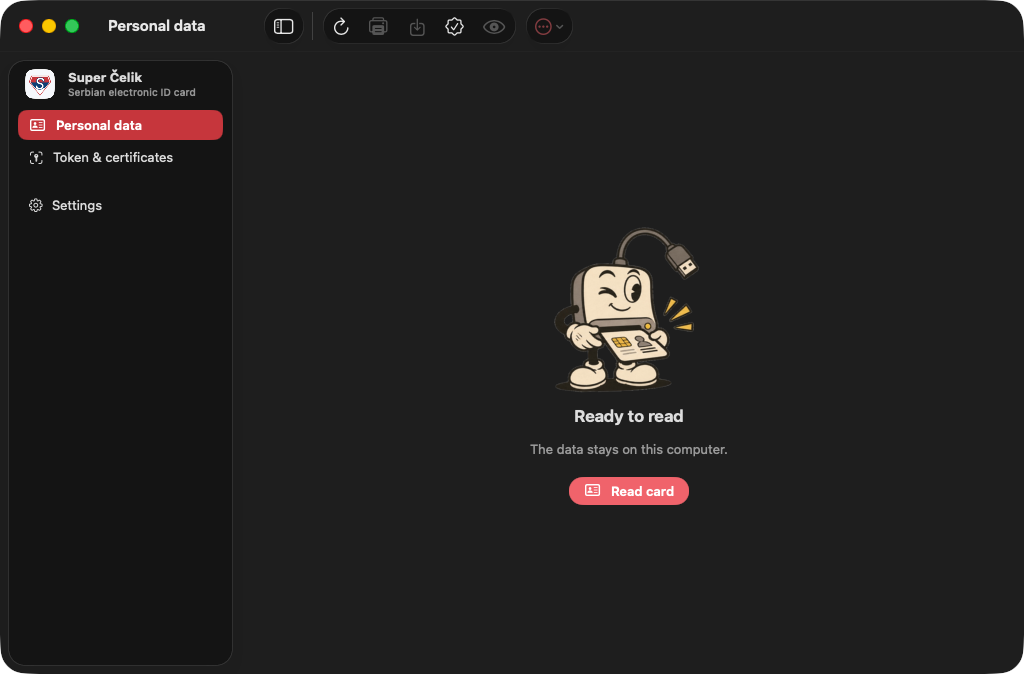 Personal data
Super Čelik
Serbian electronic ID card
Personal data
Token & certificates
Settings
Ready to read
The data stays on this computer.
Read card